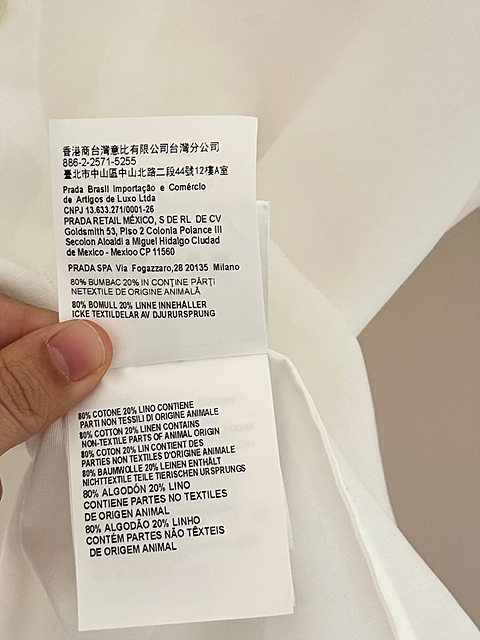 香港商台灣意比有限公司台灣分公司
886-2-2571-5255
臺北市中山區中山北路二段44號12樓A室
Prada Brasil Importação e Comércio
de Artigos de Luxo Ltda
CNPJ 13.633.271/0001-26
PRADA RETAIL MÉXICO, S DE RL DE CV
Goldsmith 53, Piso 2 Colonia Polance III
Secolon Aloaldi a Miguel Hidalgo Ciudad
de Mexico - Mexloo CP 11560
PRADA SPA Via Fogazzaro,28 20135 Milano
80% BUMBAC 20% IN CONŢINE PĂRŢI
NETEXTILE DE ORIGINE ANIMALĂ
80% BOMULL 20% LINNE INNEHÅLLER
ICKE TEXTILDELAR AV DJURURSPRUNG
80% COTONE 20% LINO CONTIENE
PARTI NON TESSILI DI ORIGINE ANIMALE
80% COTTON 20% LINEN CONTAINS
NON-TEXTILE PARTS OF ANIMAL ORIGIN
80% COTON 20% LIN CONTIENT DES
PARTIES NON TEXTILES D'ORIGINE ANIMALE
80% BAUMWOLLE 20% LEINEN ENTHÄLT
NICHTTEXTILE TEILE TIERISCHEN URSPRUNGS
80% ALGODÓN 20% LINO
CONTIENE PARTES NO TEXTILES
DE ORIGEN ANIMAL
80% ALGODÃO 20% LINHO
CONTÉM PARTES NÃO TÊXTEIS
DE ORIGEM ANIMAL